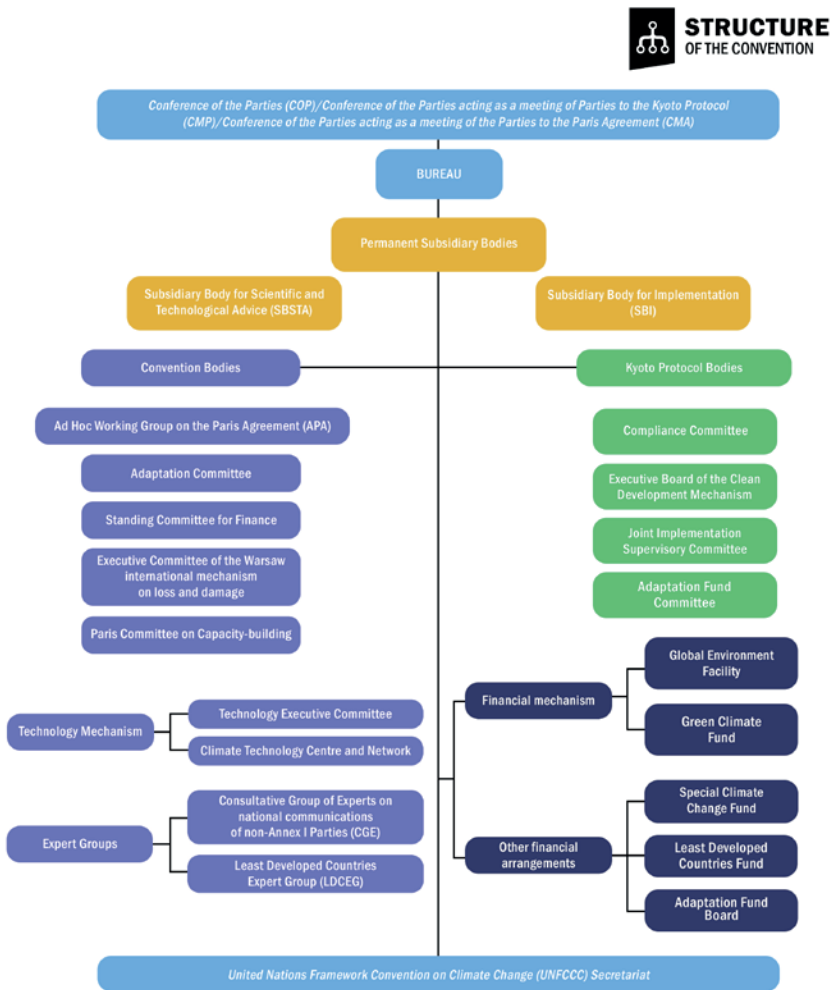 STRUCTURE
OF THE CONVENTION
Conference of the Parties (COP)/Conference of the Parties acting as a meeting of Parties to the Kyoto Protocol
(CMP)/Conference of the Parties acting as a meeting of the Parties to the Paris Agreement (CMA)
BUREAU
Permanent Subsidiary Bodies
Subsidiary Body for Scientific and
Technological Advice (SBSTA)
Subsidiary Body for Implementation
(SBI)
Convention Bodies
Kyoto Protocol Bodies
Ad Hoc Working Group on the Paris Agreement (APA)
Adaptation Committee
Standing Committee for Finance
Executive Committee of the Warsaw
international mechanism
on loss and damage
Paris Committee on Capacity-building
Compliance Committee
Executive Board of the Clean
Development Mechanism
Joint Implementation
Supervisory Committee
Adaptation Fund
Committee
Technology Mechanism
Technology Executive Committee
Climate Technology Centre and Network
Expert Groups
Consultative Group of Experts on
national communications
of non-Annex I Parties (CGE)
Least Developed Countries
Expert Group (LDCEG)
Financial mechanism
Global Environment
Facility
Green Climate
Fund
Other financial
arrangements
Special Climate
Change Fund
Least Developed
Countries Fund
Adaptation Fund
Board
United Nations Framework Convention on Climate Change (UNFCCC) Secretariat